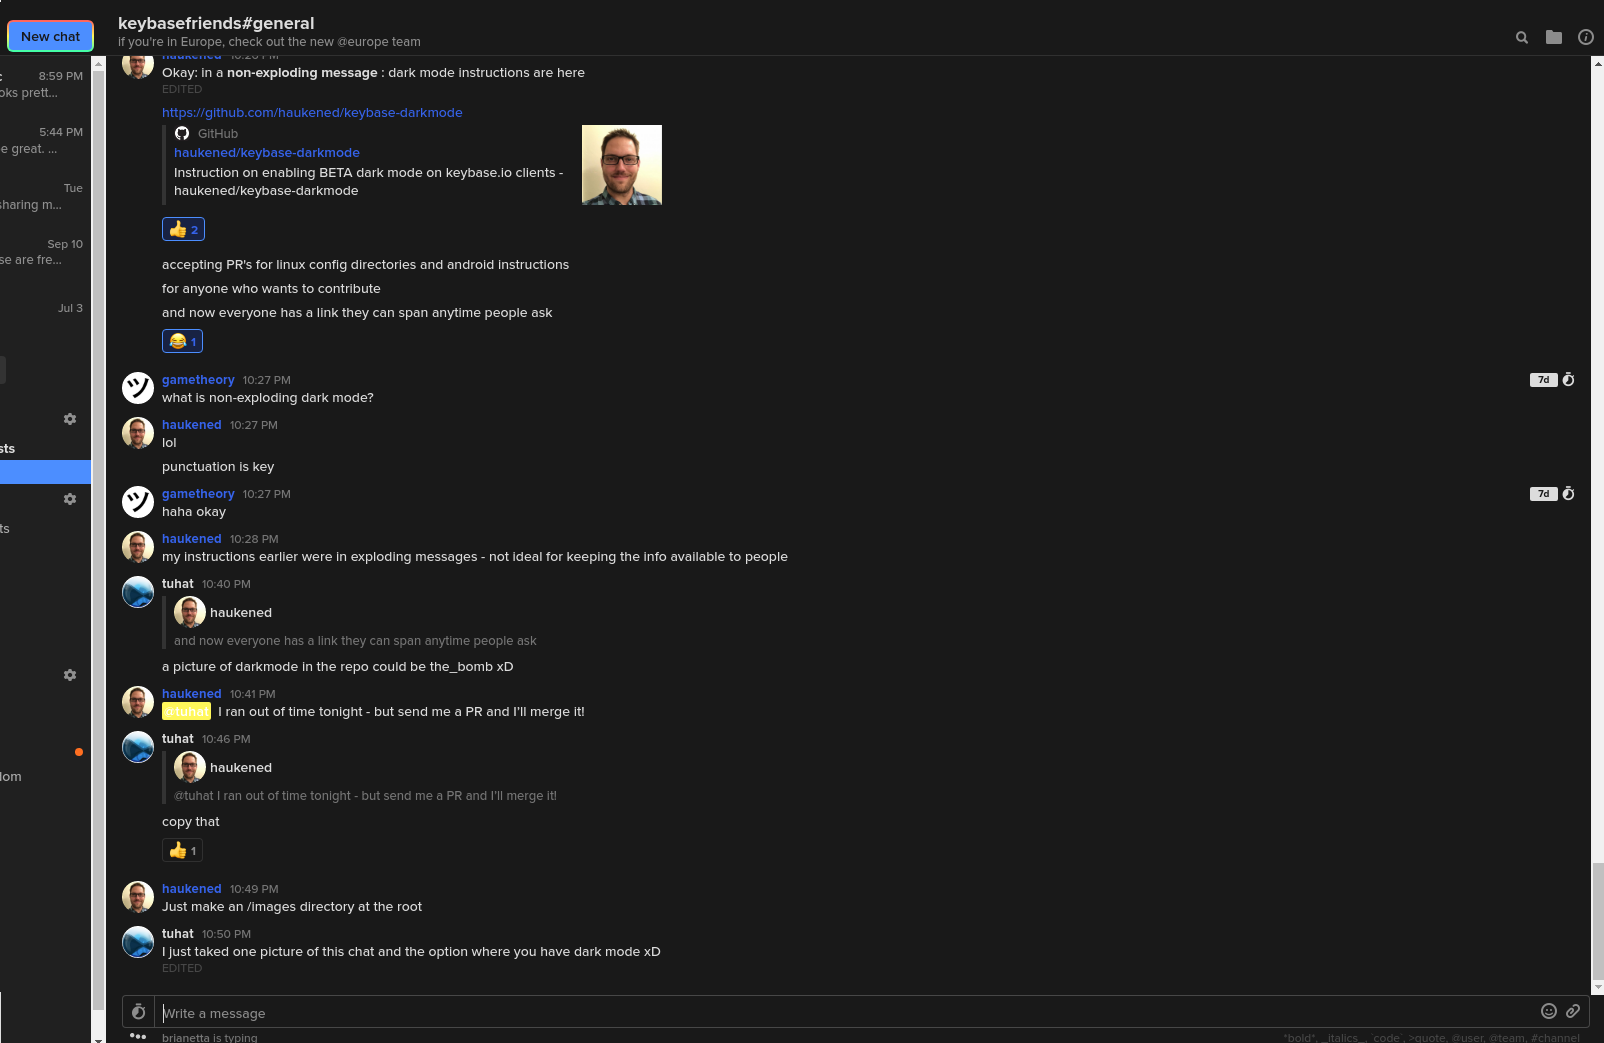 New chat
keybasefriends#general
if you're in Europe, check out the new @europe team
8:59 PM
oks prett...
5:44 PM
e great. ...
Tue
sharing m...
Sep 10
se are fre...
Jul 3
sts
ts
dom
haukened 10:26 PM
Okay: in a non-exploding message : dark mode instructions are here
EDITED
https://github.com/haukened/keybase-darkmode
GitHub
haukened/keybase-darkmode
Instruction on enabling BETA dark mode on keybase.io clients -
haukened/keybase-darkmode
2
accepting PR's for linux config directories and android instructions
for anyone who wants to contribute
and now everyone has a link they can span anytime people ask
1
gametheory 10:27 PM 7d
what is non-exploding dark mode?
haukened 10:27 PM
lol
punctuation is key
gametheory 10:27 PM 7d
haha okay
haukened 10:28 PM
my instructions earlier were in exploding messages - not ideal for keeping the info available to people
tuhat 10:40 PM
haukened
and now everyone has a link they can span anytime people ask
a picture of darkmode in the repo could be the_bomb xD
haukened 10:41 PM
@tuhat I ran out of time tonight - but send me a PR and I'll merge it!
tuhat 10:46 PM
haukened
@tuhat I ran out of time tonight - but send me a PR and I'll merge it!
copy that
1
haukened 10:49 PM
Just make an /images directory at the root
tuhat 10:50 PM
I just taked one picture of this chat and the option where you have dark mode xD
EDITED
Write a message
brianetta is typing
*bold*, _italics_, `code`, >quote, @user, @team, #channel